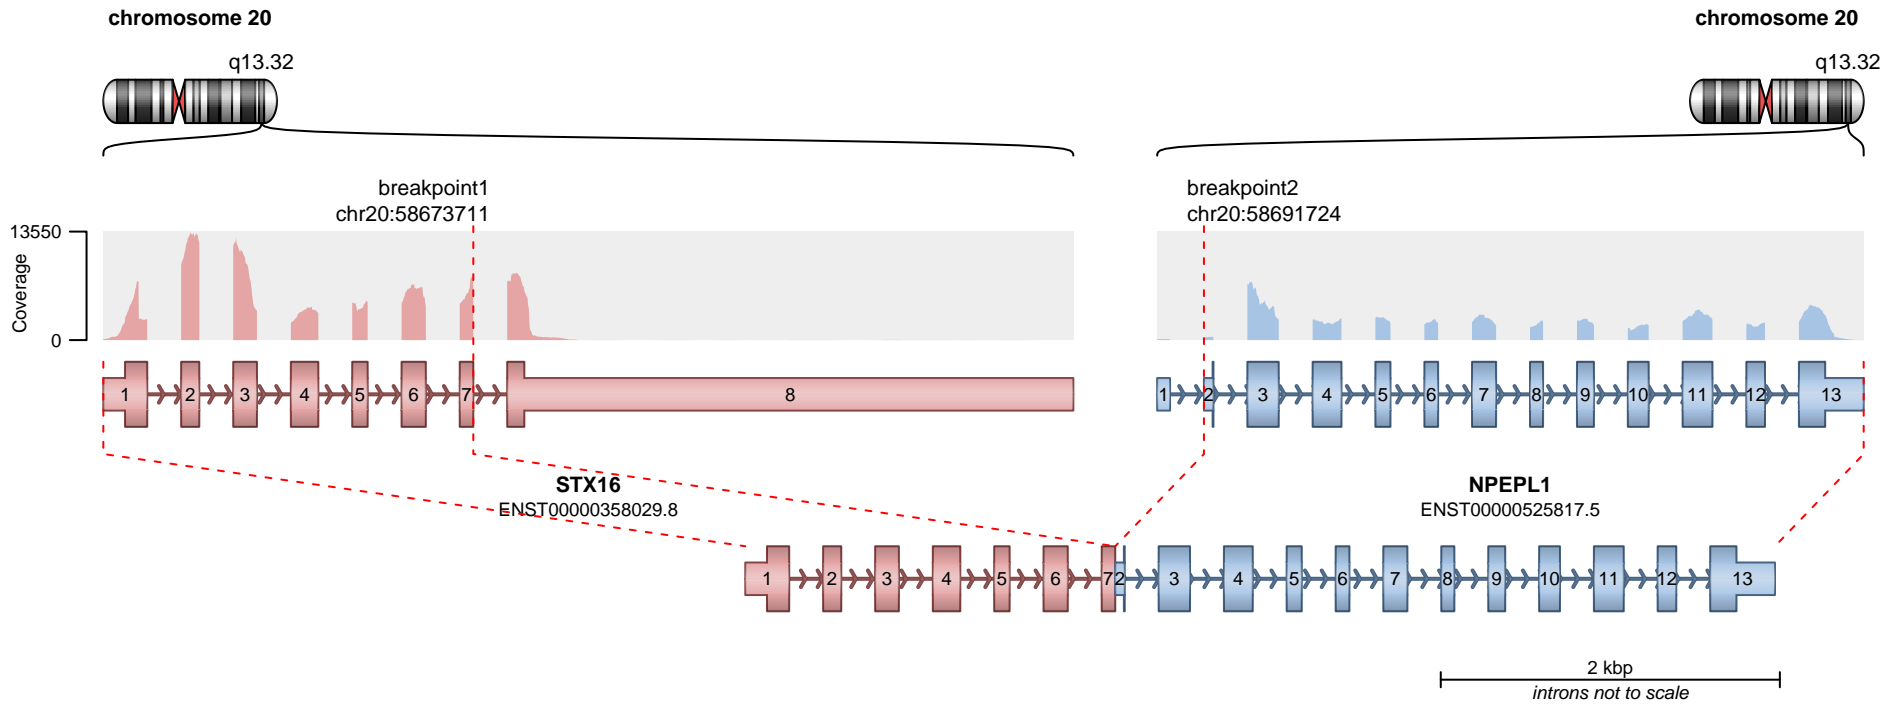 chromosome 20
chromosome 20
q13.32
q13.32
breakpoint1
chr20:58673711
breakpoint2
chr20:58691724
13550
Coverage
0
1 2 3 4 5 6 7 8
1 2 3 4 5 6 7 8 9 10 11 12 13
STX16
ENST00000358029.8
NPEPL1
ENST00000525817.5
1 2 3 4 5 6 7 2 3 4 5 6 7 8 9 10 11 12 13
2 kbp
introns not to scale